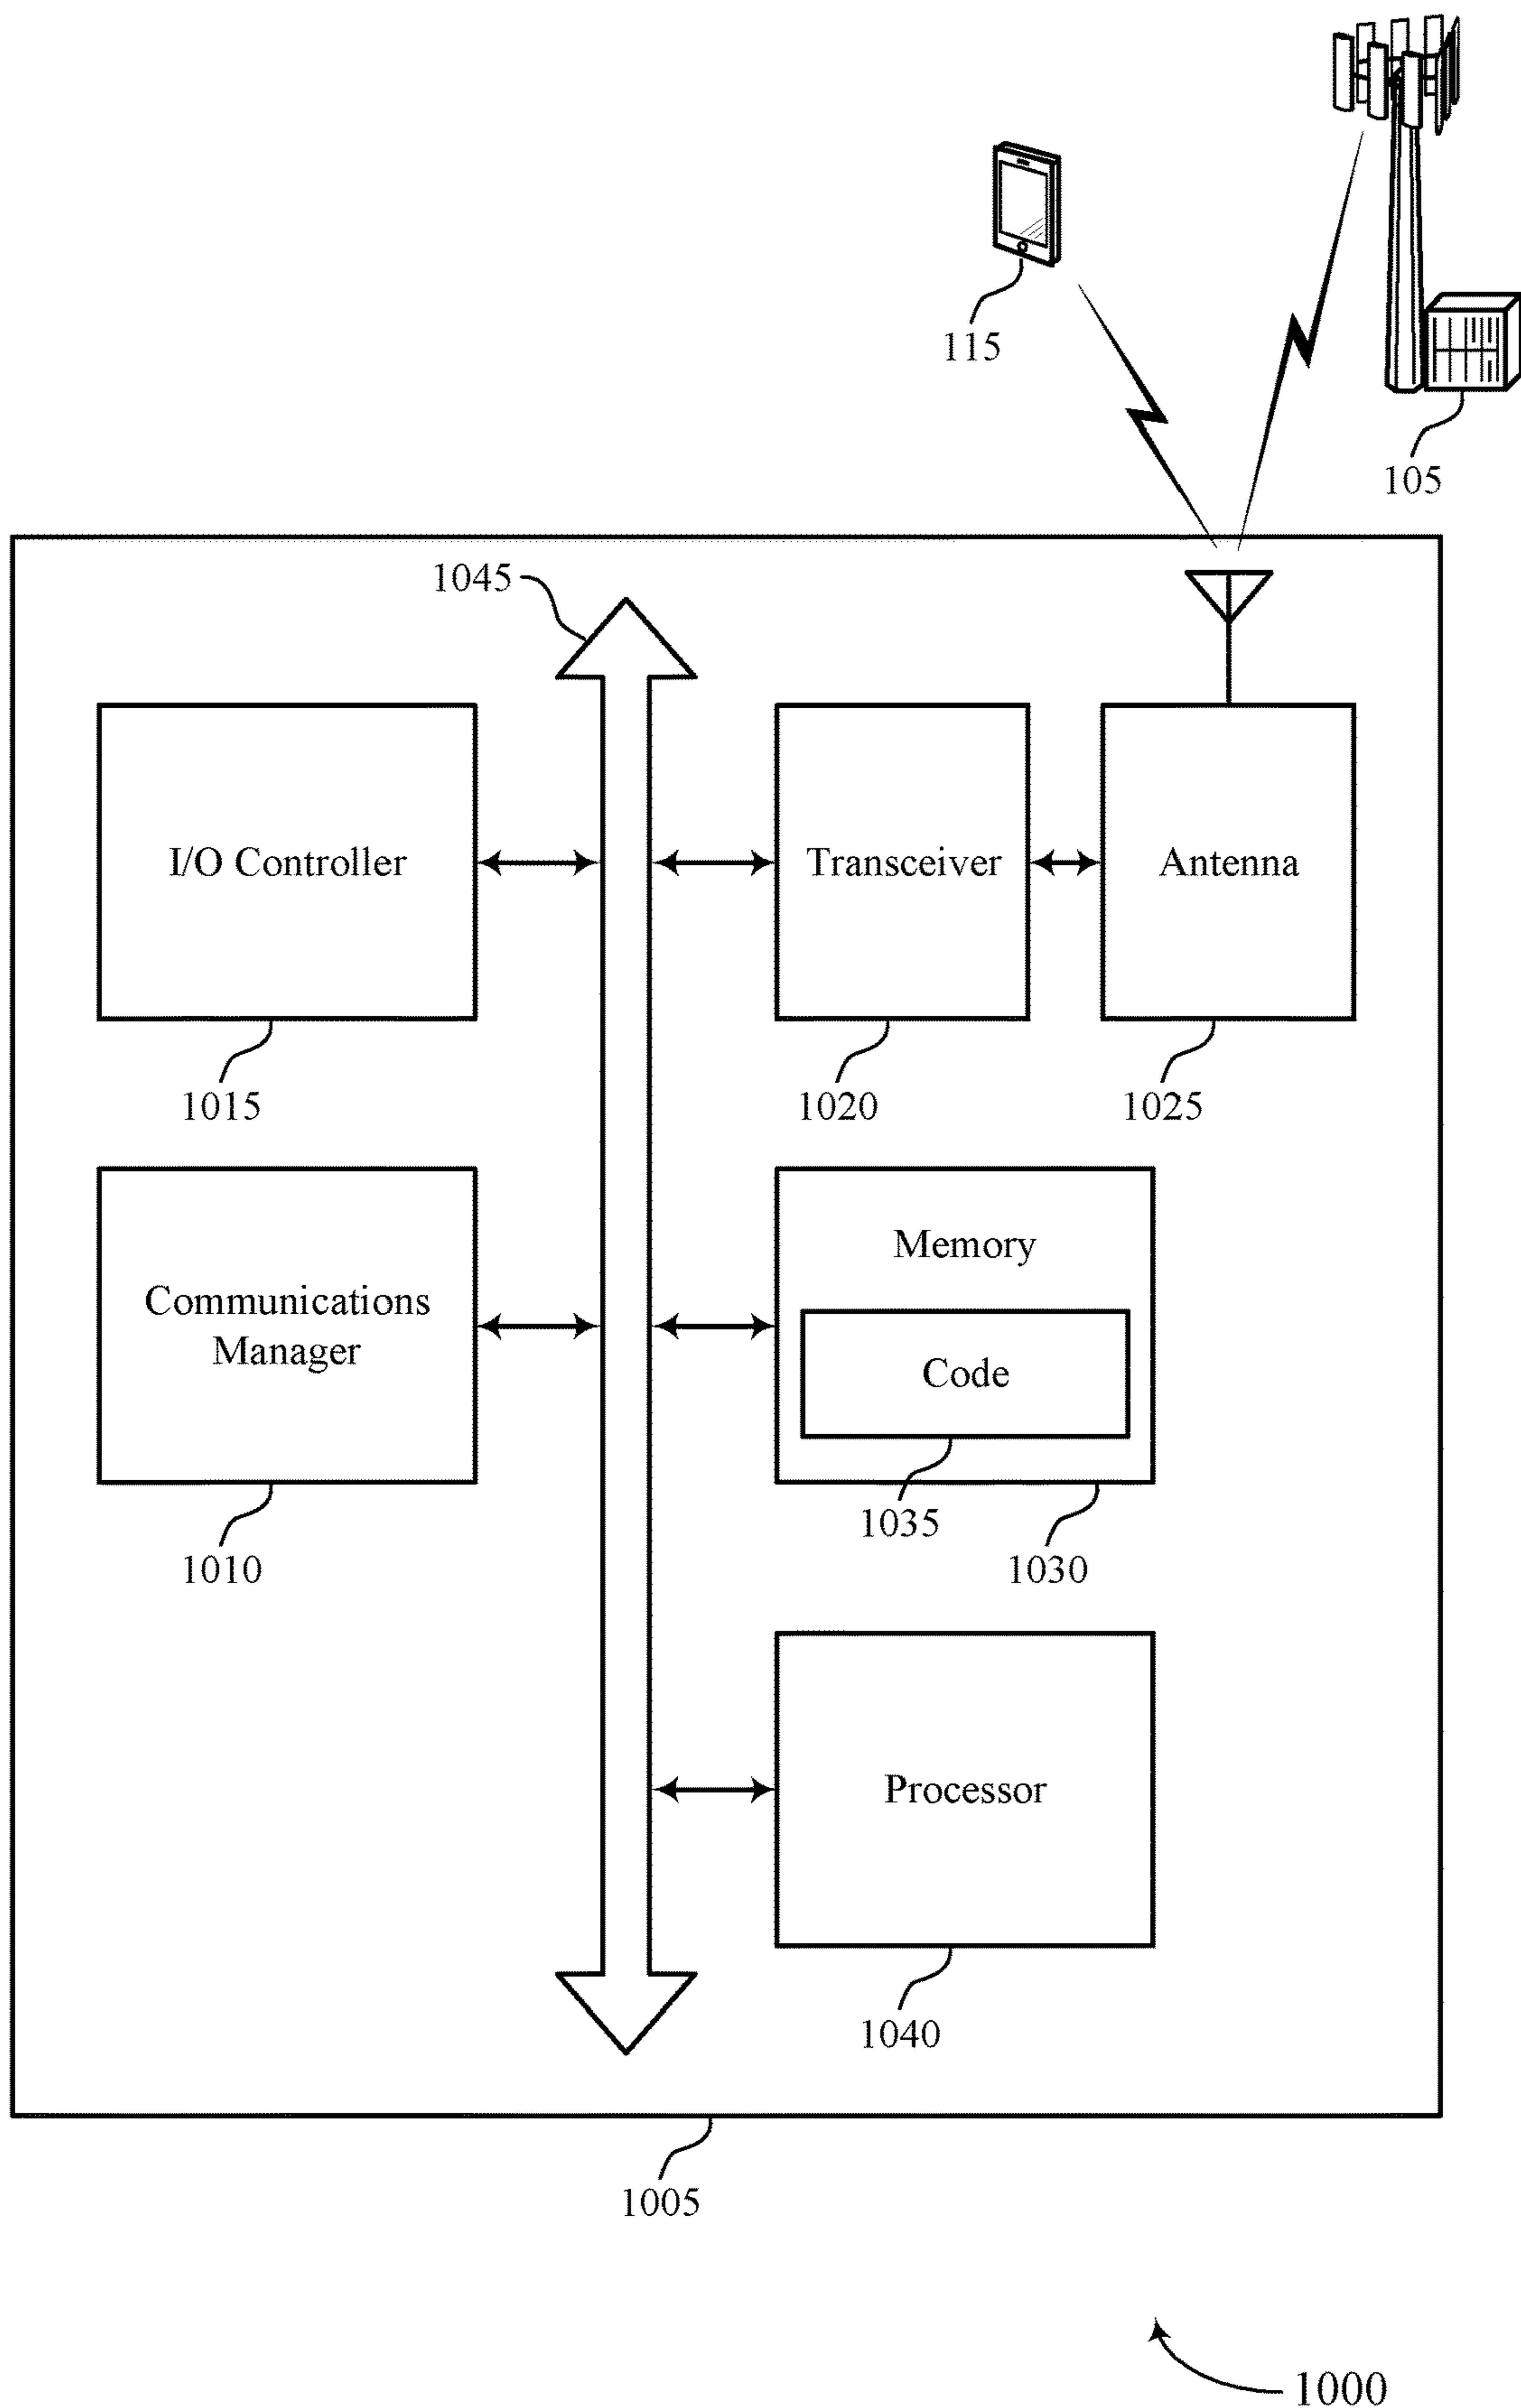 115
105
1045
I/O Controller
Transceiver
Antenna
1015
1020
1025
Communications
Manager
Memory
Code
1035
1010
1030
Processor
1040
1005
1000